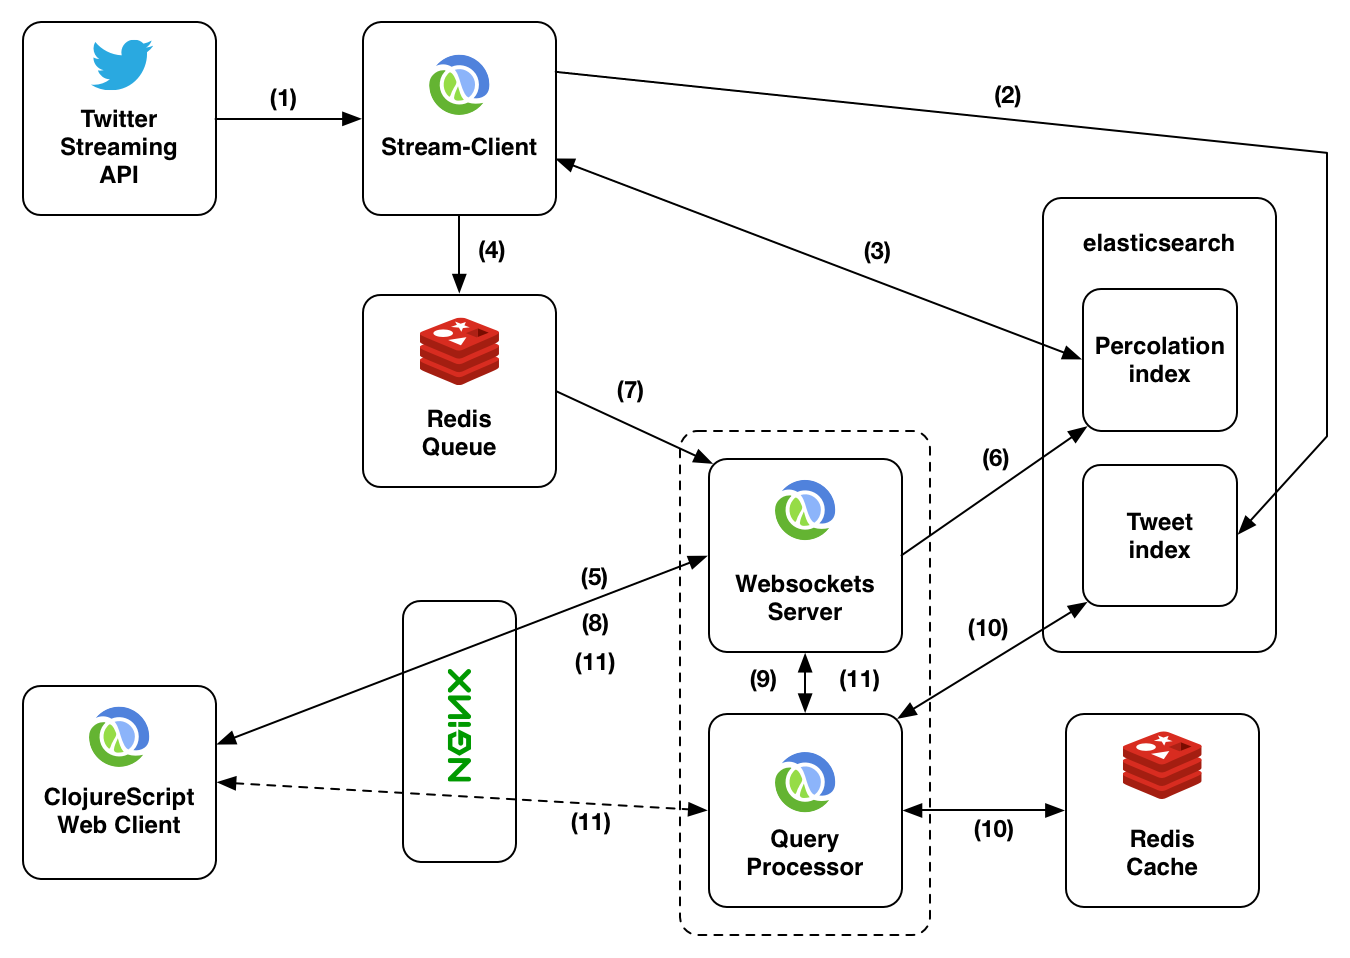 Twitter
Streaming
API
(1)
Stream-Client
(2)
(3)
(4)
elasticsearch
Percolation
index
Tweet
index
Redis
Queue
(7)
(6)
Websockets
Server
(5)
(8)
(11)
NGINX
(9)
(11)
(10)
ClojureScript
Web Client
(11)
Query
Processor
(10)
Redis
Cache